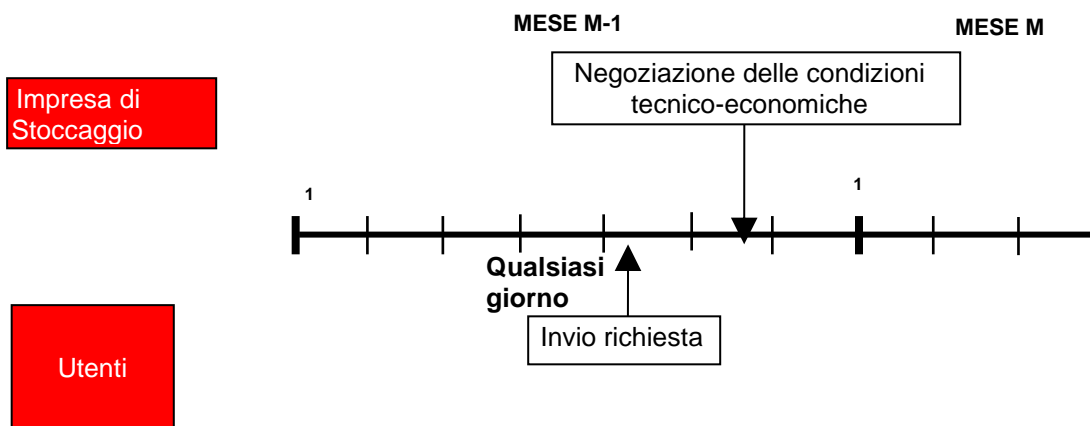 MESE M-1
MESE M
Negoziazione delle condizioni
tecnico-economiche
Impresa di
Stoccaggio
1
1
Qualsiasi
giorno
Invio richiesta
Utenti